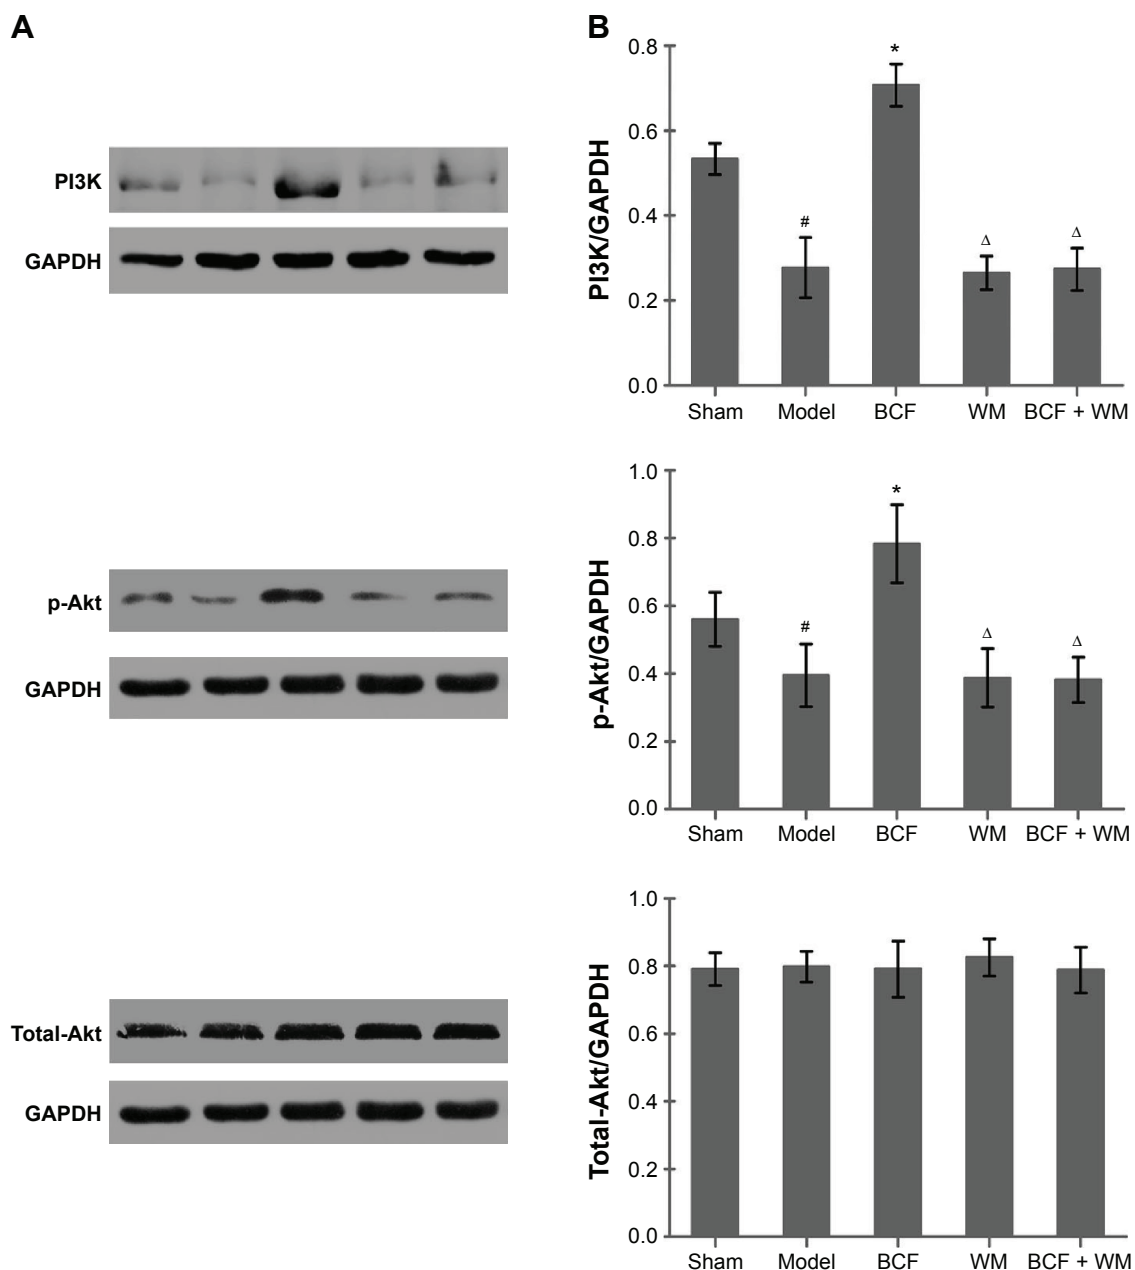 A
PI3K
GAPDH
p-Akt
GAPDH
Total-Akt
GAPDH
B
PI3K/GAPDH
0.8
0.6
0.4
0.2
0.0
#
*
Δ
Δ
Sham Model BCF WM BCF + WM
p-Akt/GAPDH
1.0
0.8
0.6
0.4
0.2
0.0
#
*
Δ
Δ
Sham Model BCF WM BCF + WM
Total-Akt/GAPDH
1.0
0.8
0.6
0.4
0.2
0.0
Sham Model BCF WM BCF + WM